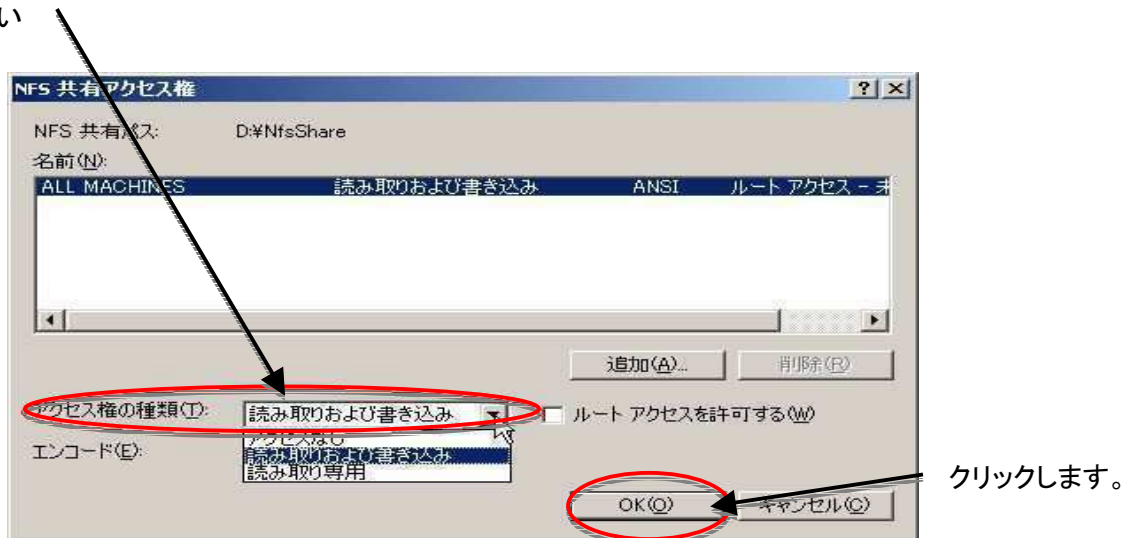 い
NFS 共有アクセス権
NFS 共有パス: D:¥NfsShare
名前(N):
ALL MACHINES 読み取りおよび書き込み ANSI ルート アクセス - 未
追加(A)... 削除(R)
アクセス権の種類(T): 読み取りおよび書き込み ルート アクセスを許可する(W)
アクセスなし
エンコード(E): 読み取りおよび書き込み
読み取り専用
クリックします。
OK(O) キャンセル(C)